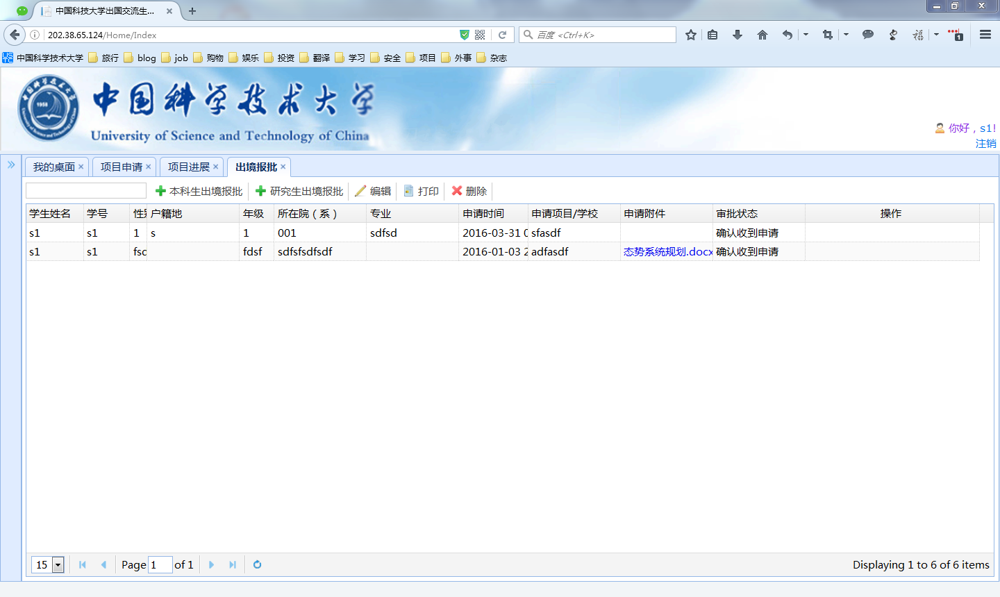 中国科技大学出国交流生...
202.38.65.124/Home/Index
百度 <Ctrl+K>
1
中国科学技术大学 旅行 blog job 购物 娱乐 投资 翻译 学习 安全 项目 外事 杂志
中国科学技术大学
University of Science and Technology of China
1958
你好，s1!
注销
我的桌面 项目申请 项目进展 出境报批
本科生出境报批 研究生出境报批 编辑 打印 删除
学生姓名 学号 性别 户籍地 年级 所在院（系） 专业 申请时间 申请项目/学校 申请附件 审批状态 操作
s1 s1 1 s 1 001 sdfsd 2016-03-31 0 sfasdf 确认收到申请
s1 s1 fsd fdsf sdfsfsdfsdf 2016-01-03 2 adfasdf 态势系统规划.docx 确认收到申请
15 Page 1 of 1 Displaying 1 to 6 of 6 items